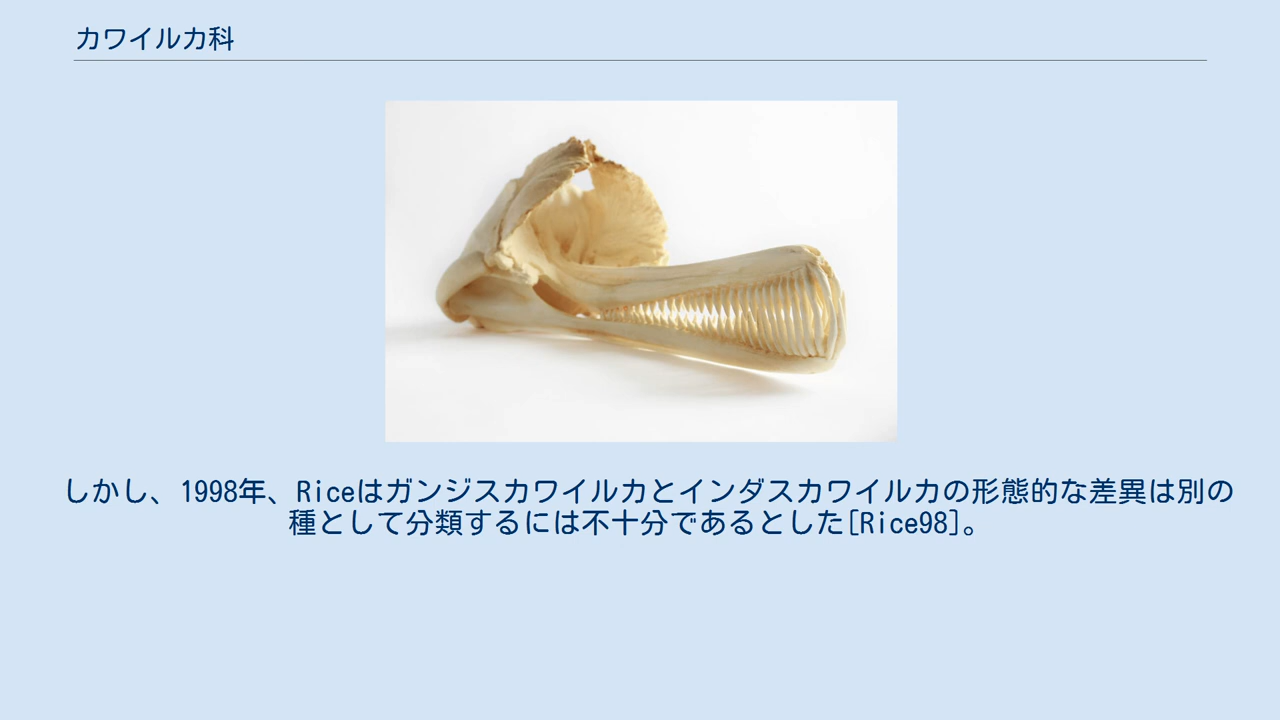 カワイルカ科
しかし、1998年、Riceはガンジスカワイルカとインダスカワイルカの形態的な差異は別の
種として分類するには不十分であるとした[Rice98]。